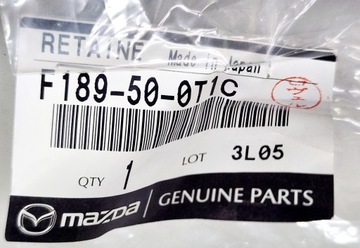 RETAINE
Made in Japan
F189-50-0T1C
LOT 3L05
QTY 1
mazda GENUINE PARTS